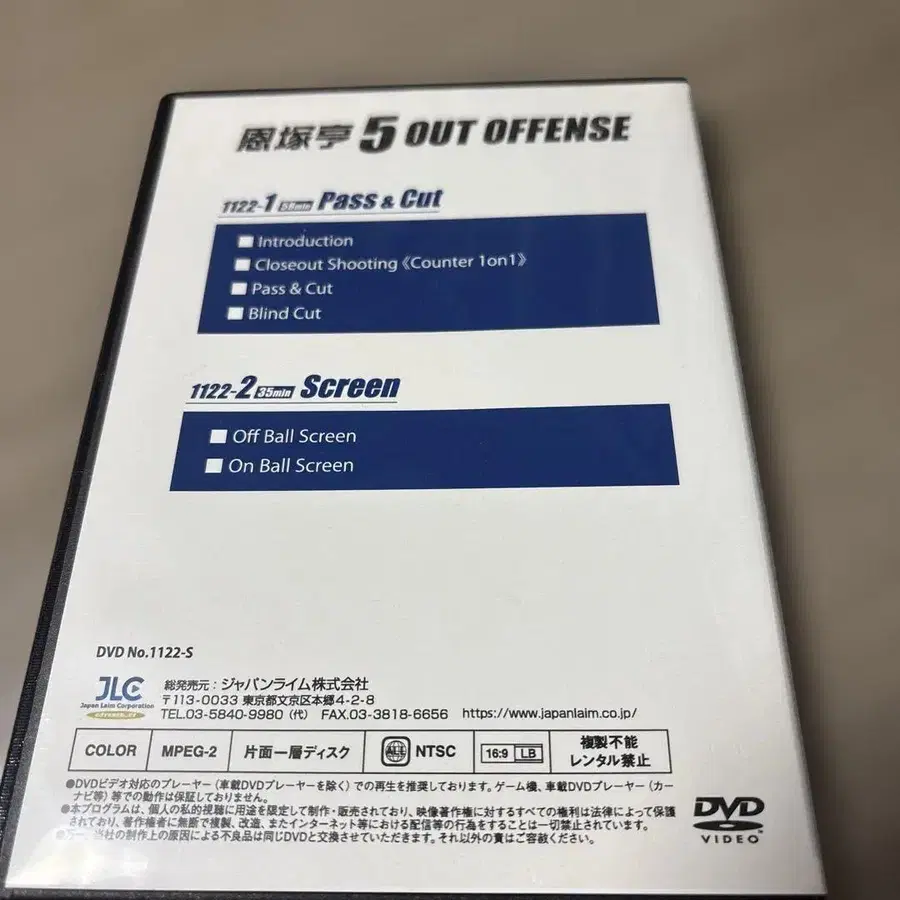 恩塚亨 5 OUT OFFENSE
1122-1 58min Pass & Cut
Introduction
Closeout Shooting《Counter 1on1》
Pass & Cut
Blind Cut
1122-2 35min Screen
Off Ball Screen
On Ball Screen
DVD No.1122-S
JLC
Japan Laim Corporation
総発売元：ジャパンライム株式会社
〒113-0033 東京都文京区本郷4-2-8
TEL.03-5840-9980（代） FAX.03-3818-6656 https://www.japanlaim.co.jp/
COLOR MPEG-2 片面一層ディスク ALL NTSC 16:9 LB 複製不能
レンタル禁止
●DVDビデオ対応のプレーヤー（車載DVDプレーヤーを除く）での再生を推奨しております。ゲーム機、車載DVDプレーヤー（カー
ナビ等）等での動作は保証しておりません。
●本プログラムは、個人の私的視聴に用途を限定して制作・販売されており、映像著作権に対するすべての権利は法律によって保護
されており、著作権者に無断で複製、改造、またインターネット等における配信等の行為をすることは一切禁止されています。
当社の制作上の原因による不良品は同じDVDと交換させていただきます。それ以外の責はご容赦ください。
DVD
VIDEO